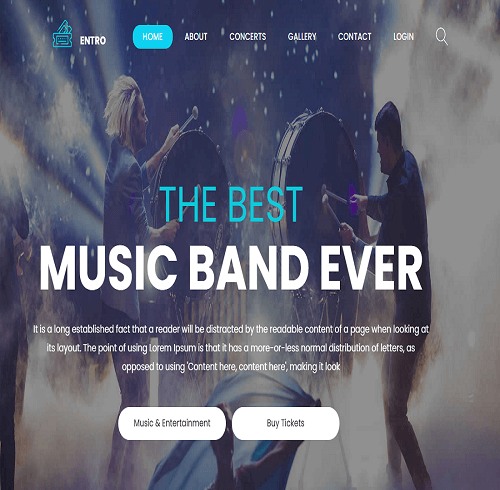 ENTRO
HOME
ABOUT
CONCERTS
GALLERY
CONTACT
LOGIN
THE BEST
MUSIC BAND EVER
It is a long established fact that a reader will be distracted by the readable content of a page when looking at
its layout. The point of using Lorem Ipsum is that it has a more-or-less normal distribution of letters, as
opposed to using 'Content here, content here', making it look
Music & Entertainment
Buy Tickets